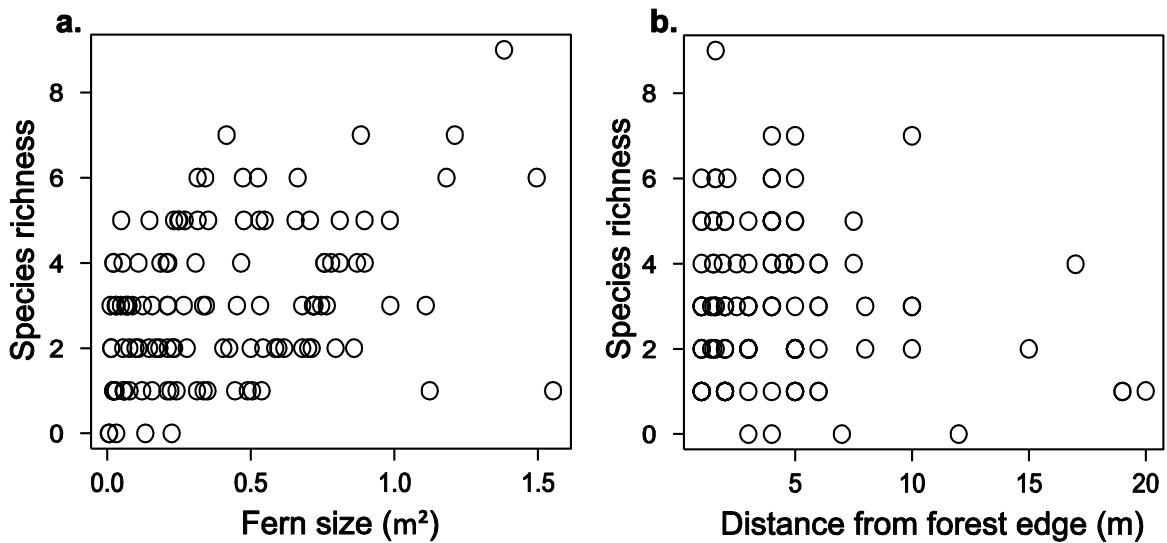 a.
Species richness
8
6
4
2
0
0.0 0.5 1.0 1.5
Fern size (m²)
b.
Species richness
8
6
4
2
0
5 10 15 20
Distance from forest edge (m)